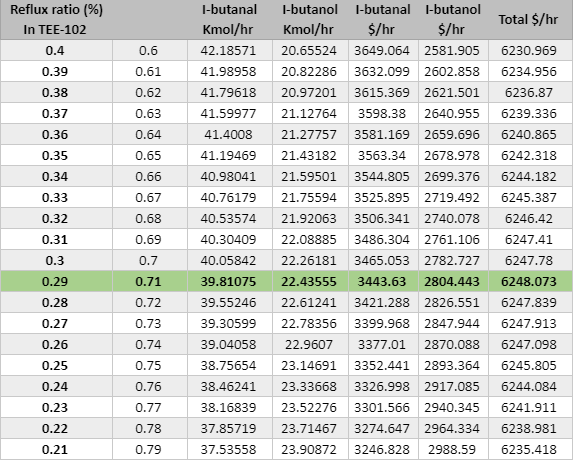 Reflux ratio (%) In TEE-102 I-butanal Kmol/hr I-butanol Kmol/hr I-butanal $/hr I-butanol $/hr Total $/hr
0.4 0.6 42.18571 20.65524 3649.064 2581.905 6230.969
0.39 0.61 41.98958 20.82286 3632.099 2602.858 6234.956
0.38 0.62 41.79618 20.97201 3615.369 2621.501 6236.87
0.37 0.63 41.59977 21.12764 3598.38 2640.955 6239.336
0.36 0.64 41.4008 21.27757 3581.169 2659.696 6240.865
0.35 0.65 41.19469 21.43182 3563.34 2678.978 6242.318
0.34 0.66 40.98041 21.59501 3544.805 2699.376 6244.182
0.33 0.67 40.76179 21.75594 3525.895 2719.492 6245.387
0.32 0.68 40.53574 21.92063 3506.341 2740.078 6246.42
0.31 0.69 40.30409 22.08885 3486.304 2761.106 6247.41
0.3 0.7 40.05842 22.26181 3465.053 2782.727 6247.78
0.29 0.71 39.81075 22.43555 3443.63 2804.443 6248.073
0.28 0.72 39.55246 22.61241 3421.288 2826.551 6247.839
0.27 0.73 39.30599 22.78356 3399.968 2847.944 6247.913
0.26 0.74 39.04058 22.9607 3377.01 2870.088 6247.098
0.25 0.75 38.75654 23.14691 3352.441 2893.364 6245.805
0.24 0.76 38.46241 23.33668 3326.998 2917.085 6244.084
0.23 0.77 38.16839 23.52276 3301.566 2940.345 6241.911
0.22 0.78 37.85719 23.71467 3274.647 2964.334 6238.981
0.21 0.79 37.53558 23.90872 3246.828 2988.59 6235.418